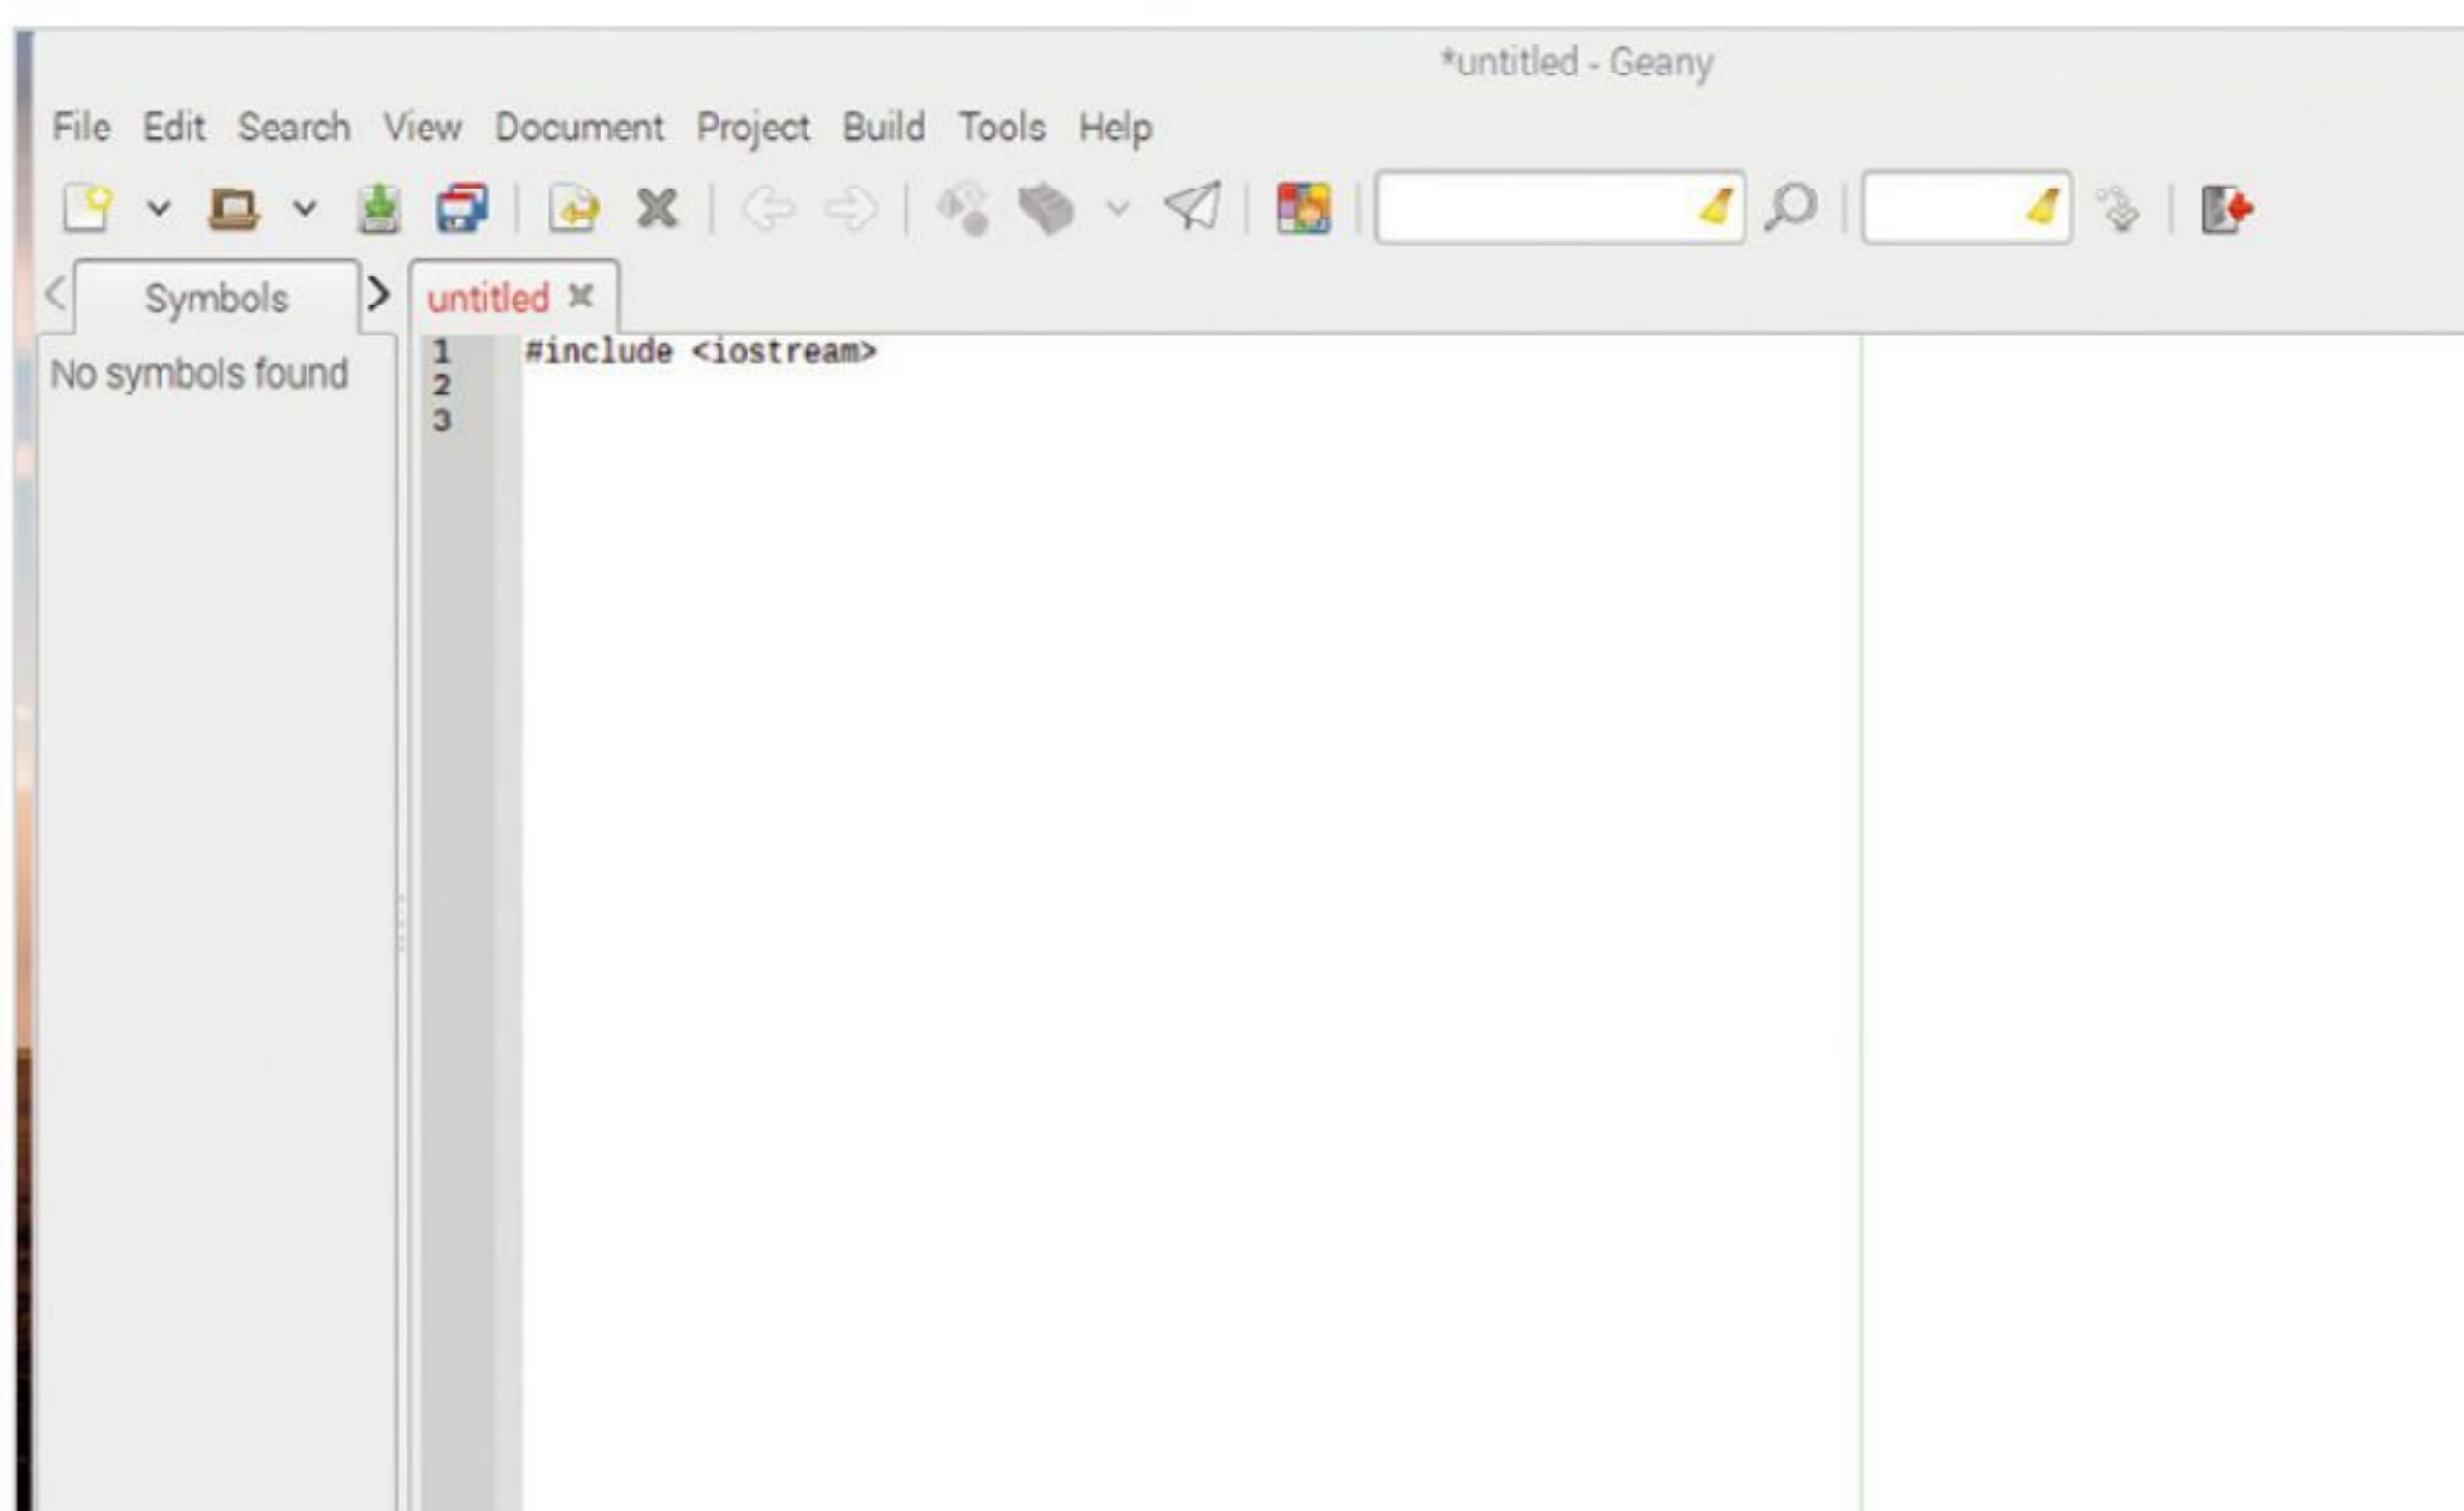 *untitled - Geany
File Edit Search View Document Project Build Tools Help
Symbols
untitled
No symbols found
1 #include <iostream>
2
3